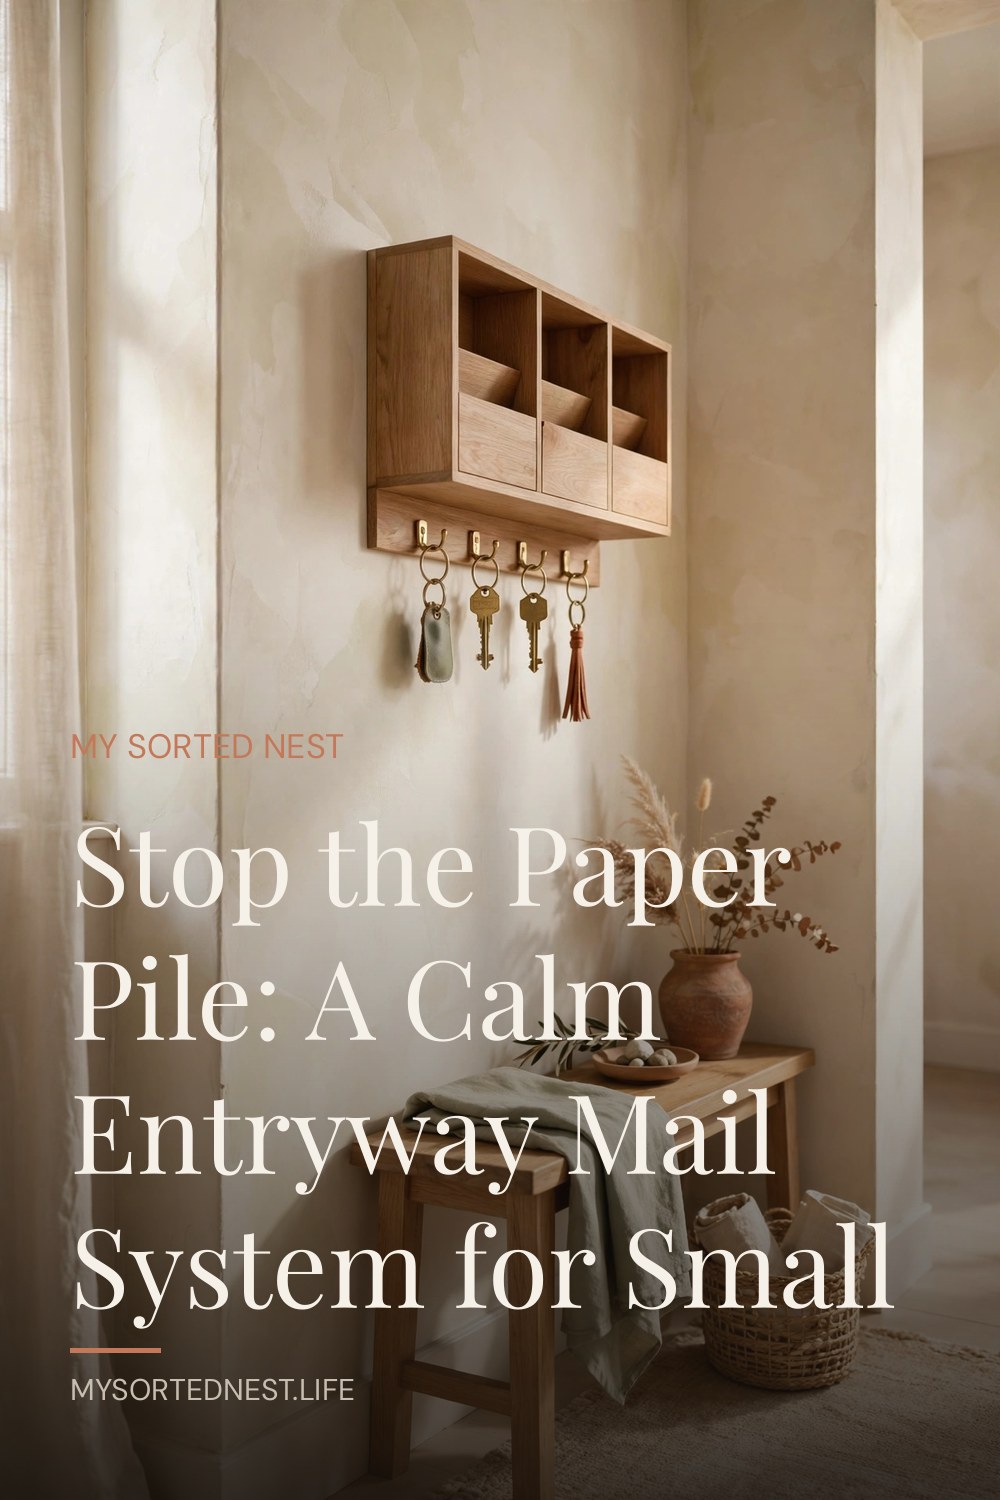 MY SORTED NEST
Stop the Paper
Pile: A Calm
Entryway Mail
System for Small
MYSORTEDNEST.LIFE